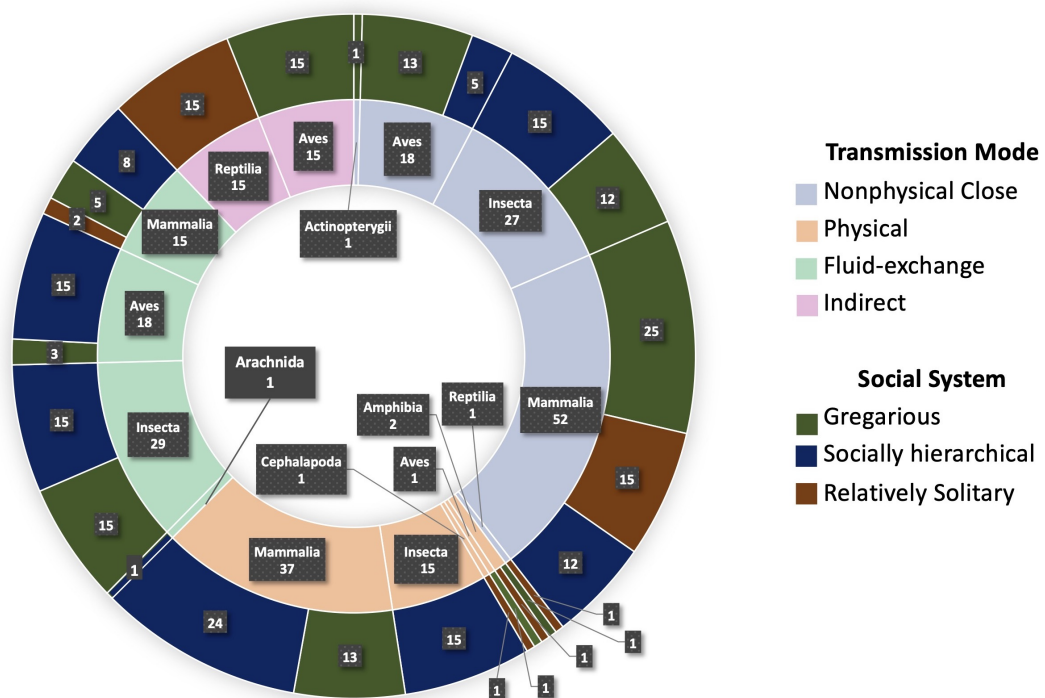 15
1
13
5
15
15
Aves
15
Aves
18
8
Reptilia
15
Insecta
27
12
5
2
Mammalia
15
Actinopterygii
1
15
Aves
18
25
3
Arachnida
1
Reptilia
1
Mammalia
52
Amphibia
2
15
Insecta
29
Cephalapoda
1
Aves
1
15
15
Mammalia
37
Insecta
15
12
1
24
15
13
1
1
1
1
1
Transmission Mode
Nonphysical Close
Physical
Fluid-exchange
Indirect
Social System
Gregarious
Socially hierarchical
Relatively Solitary